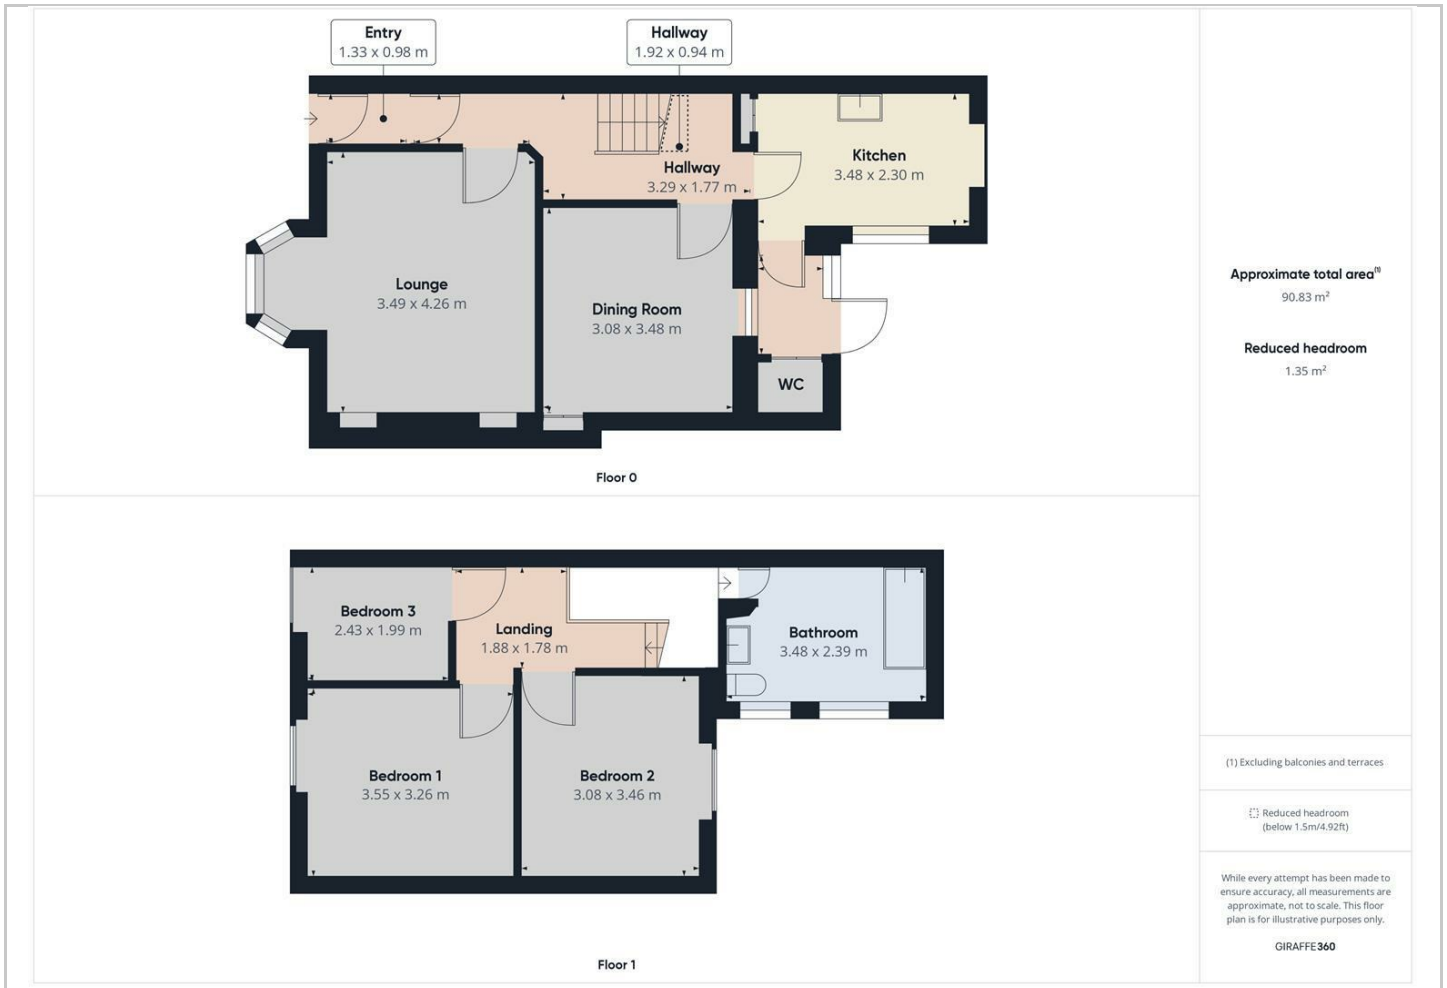 Entry
1.33 x 0.98 m
Hallway
1.92 x 0.94 m
Kitchen
3.48 x 2.30 m
Hallway
3.29 x 1.77 m
Lounge
3.49 x 4.26 m
Dining Room
3.08 x 3.48 m
WC
Floor 0
Bedroom 3
2.43 x 1.99 m
Landing
1.88 x 1.78 m
Bathroom
3.48 x 2.39 m
Bedroom 1
3.55 x 3.26 m
Bedroom 2
3.08 x 3.46 m
Floor 1
Approximate total area(1)
90.83 m²
Reduced headroom
1.35 m²
(1) Excluding balconies and terraces
Reduced headroom
(below 1.5m/4.92ft)
While every attempt has been made to
ensure accuracy, all measurements are
approximate, not to scale. This floor
plan is for illustrative purposes only.
GIRAFFE360